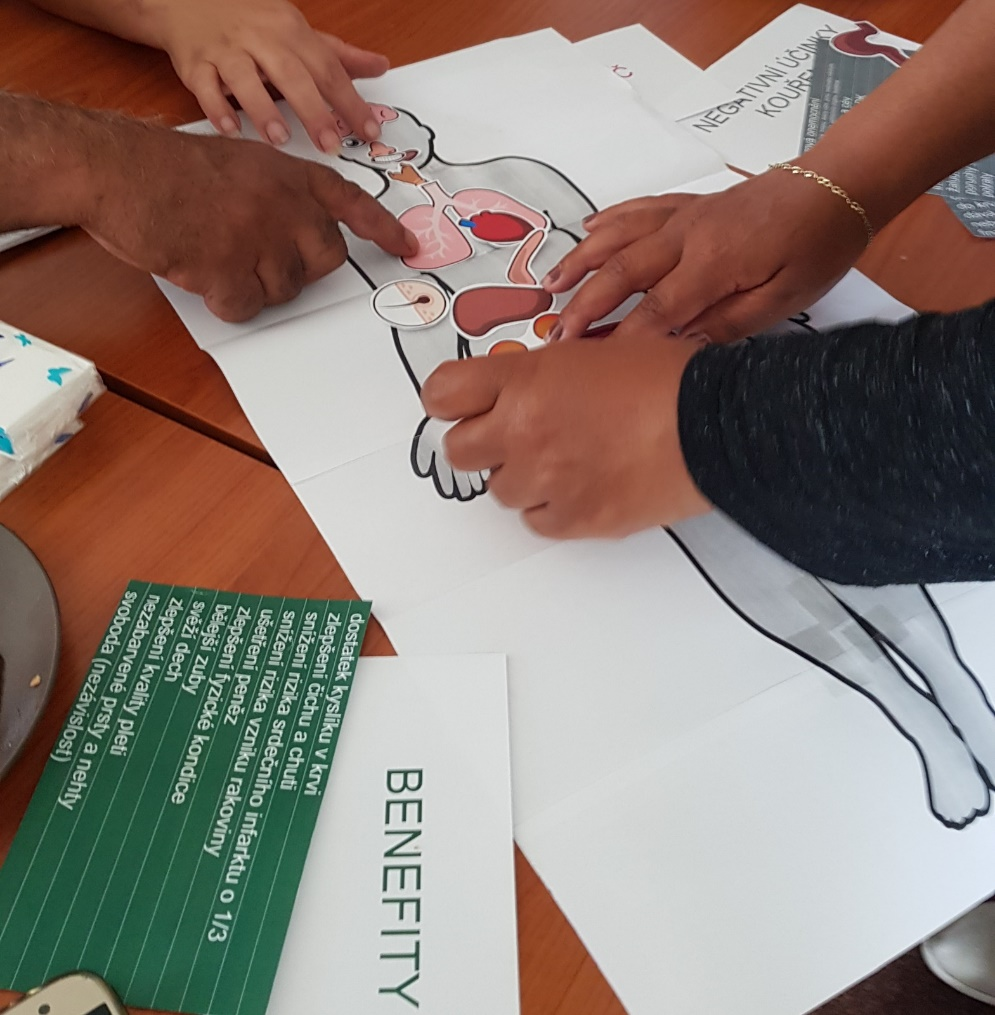 NEGATIVNÍ ÚČINKY
BENEFITY
dostatek kyslíku v krvi
zlepšení čichu a chuti
snížení rizika srdečního infarktu o 1/3
snížení rizika vzniku rakoviny
ušetření peněz
zlepšení fyzické kondice
bělejší zuby
svěží dech
zlepšení kvality pleti
nezabarvené prsty a nehty
svoboda (nezávislost)